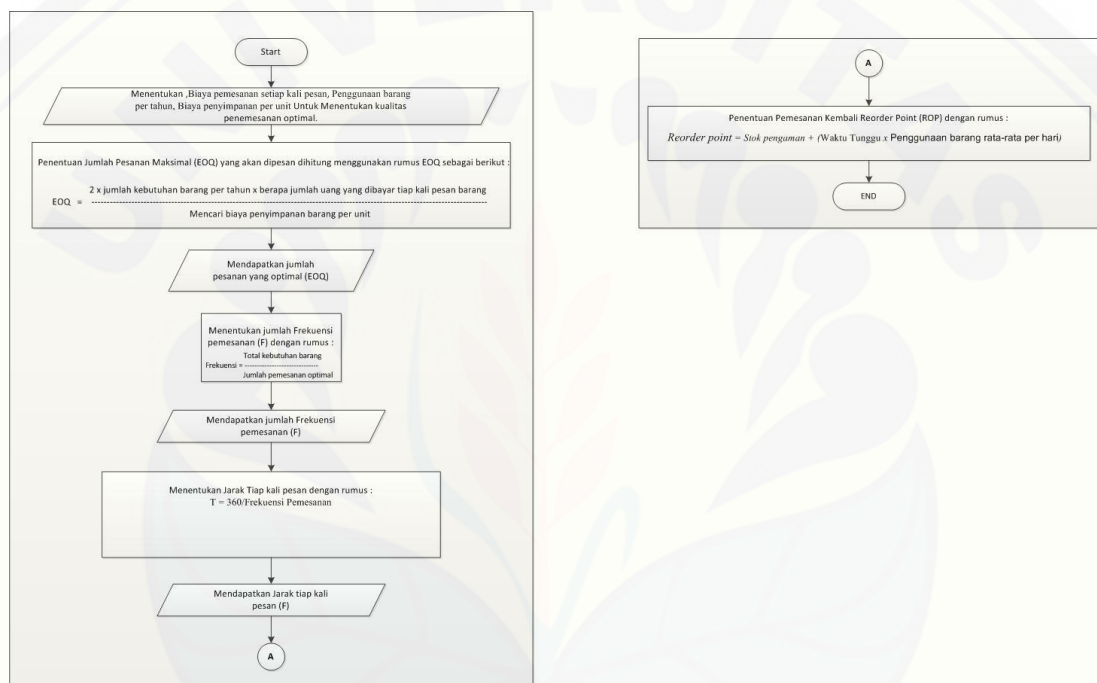 UNIVERSITAS
Start
Menentukan ,Biaya pemesanan setiap kali pesan, Penggunaan barang
per tahun, Biaya penyimpanan per unit Untuk Menentukan kualitas
penemesanan optimal.
Penentuan Jumlah Pesanan Maksimal (EOQ) yang akan dipesan dihitung menggunakan rumus EOQ sebagai berikut :
2 x jumlah kebutuhan barang per tahun x berapa jumlah uang yang dibayar tiap kali pesan barang
EOQ = ----------
Mencari biaya penyimpanan barang per unit
Mendapatkan jumlah
pesanan yang optimal (EOQ)
Menentukan jumlah Frekuensi
pemesanan (F) dengan rumus :
Total kebutuhan barang
Frekuensi = ----------
Jumlah pemesanan optimal
Mendapatkan jumlah Frekuensi
pemesanan (F)
Menentukan Jarak Tiap kali pesan dengan rumus :
T = 360/Frekuensi Pemesanan
Mendapatkan Jarak tiap kali
pesan (F)
A
A
Penentuan Pemesanan Kembali Reorder Point (ROP) dengan rumus :
Reorder point = Stok pengaman + (Waktu Tunggu x Penggunaan barang rata-rata per hari)
END